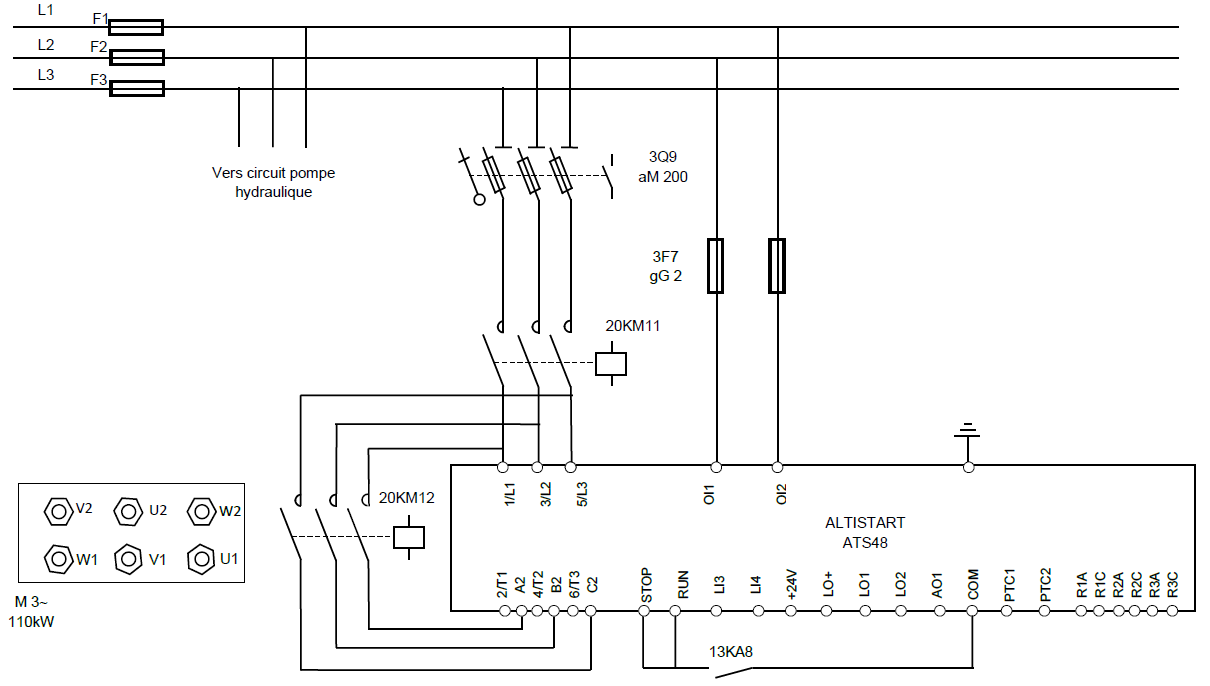 L1
F1
L2
F2
L3
F3
Vers circuit pompe
hydraulique
3Q9
aM 200
3F7
gG 2
20KM11
20KM12
1/L1
3/L2
5/L3
OI1
OI2
ALTISTART
ATS48
V2
U2
W2
W1
V1
U1
M 3~
110kW
2/T1
A2
4/T2
B2
6/T3
C2
STOP
RUN
LI3
LI4
+24V
LO+
LO1
LO2
AO1
COM
PTC1
PTC2
R1A
R1C
R2A
R2C
R3A
R3C
13KA8